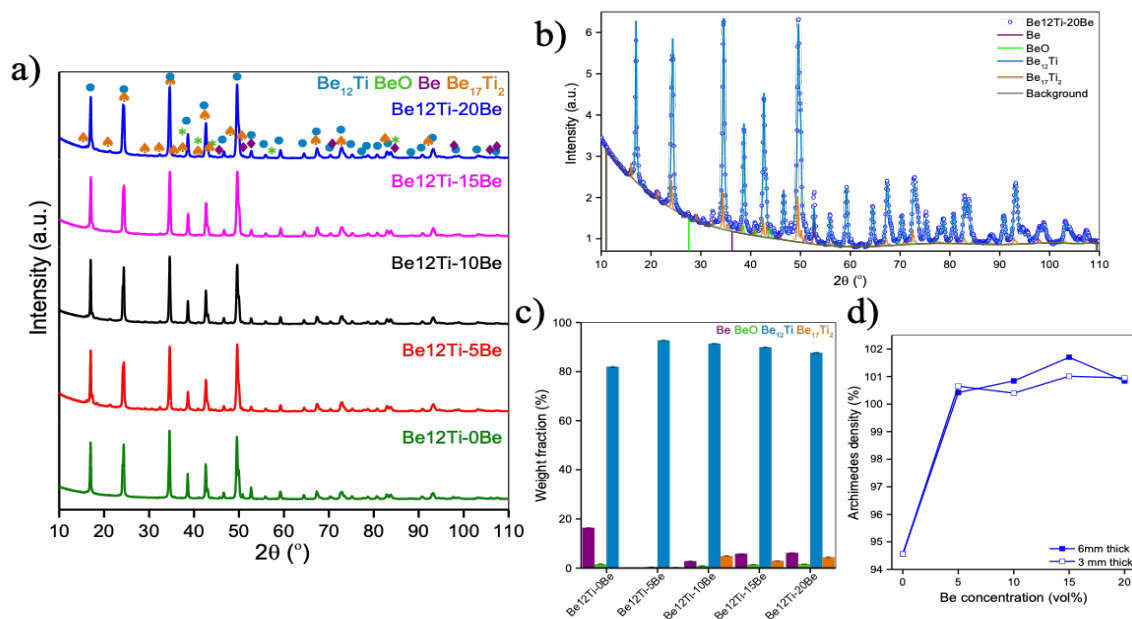 a)
Be₁₂Ti BeO Be Be₁₇Ti₂
Be12Ti-20Be
Be12Ti-15Be
Be12Ti-10Be
Be12Ti-5Be
Be12Ti-0Be
Intensity (a.u.)
10 20 30 40 50 60 70 80 90 100 110
2θ (°)
b)
Be12Ti-20Be
Be
BeO
Be₁₂Ti
Be₁₇Ti₂
Background
Intensity (a.u.)
6
5
4
3
2
1
10 20 30 40 50 60 70 80 90 100 110
2θ (°)
c)
Be BeO Be₁₂Ti Be₁₇Ti₂
Weight fraction (%)
100
80
60
40
20
0
Be12Ti-0Be
Be12Ti-5Be
Be12Ti-10Be
Be12Ti-15Be
Be12Ti-20Be
d)
Archimedes density (%)
102
101
100
99
98
97
96
95
94
6mm thick
3 mm thick
0 5 10 15 20
Be concentration (vol%)